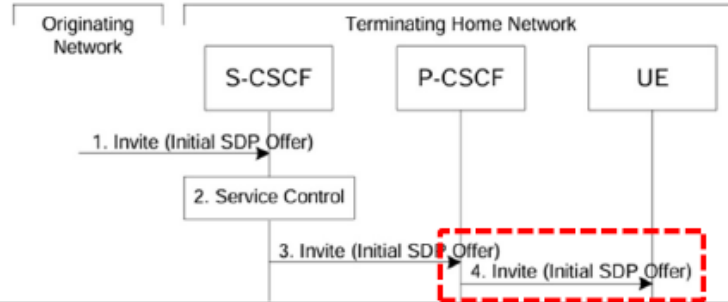 Originating
Network
Terminating Home Network
S-CSCF
P-CSCF
UE
1. Invite (Initial SDP Offer)
2. Service Control
3. Invite (Initial SDP Offer)
4. Invite (Initial SDP Offer)